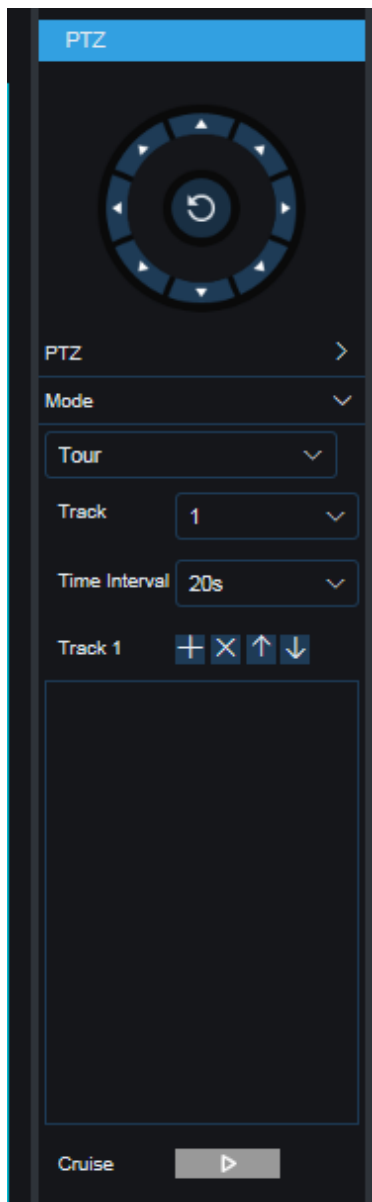 PTZ
PTZ
Mode
Tour
Track 1
Time Interval 20s
Track 1
Cruise